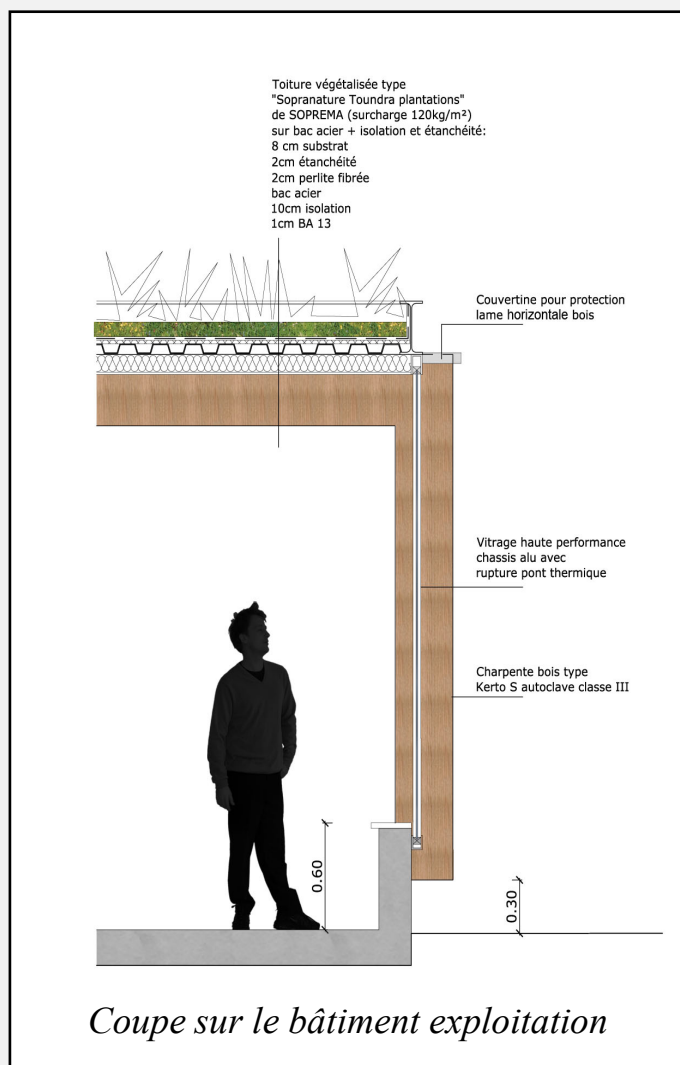 Toiture végétalisée type
"Sopranature Toundra plantations"
de SOPREMA (surcharge 120kg/m²)
sur bac acier + isolation et étanchéité:
8 cm substrat
2cm étanchéité
2cm perlite fibrée
bac acier
10cm isolation
1cm BA 13
Couvertine pour protection
lame horizontale bois
Vitrage haute performance
chassis alu avec
rupture pont thermique
Charpente bois type
Kerto S autoclave classe III
0.60
0.30
Coupe sur le bâtiment exploitation